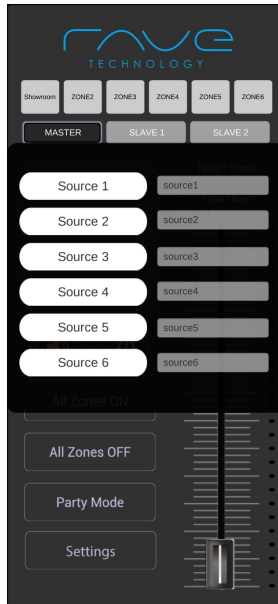 rave
TECHNOLOGY
Showroom ZONE2 ZONE3 ZONE4 ZONE5 ZONE6
MASTER SLAVE 1 SLAVE 2
Table / Phono
Source 1 source1
Source 2 source2
Source 3 source3
Source 4 source4
Source 5 source5
Source 6 source6
All Zones ON
All Zones OFF
Party Mode
Settings